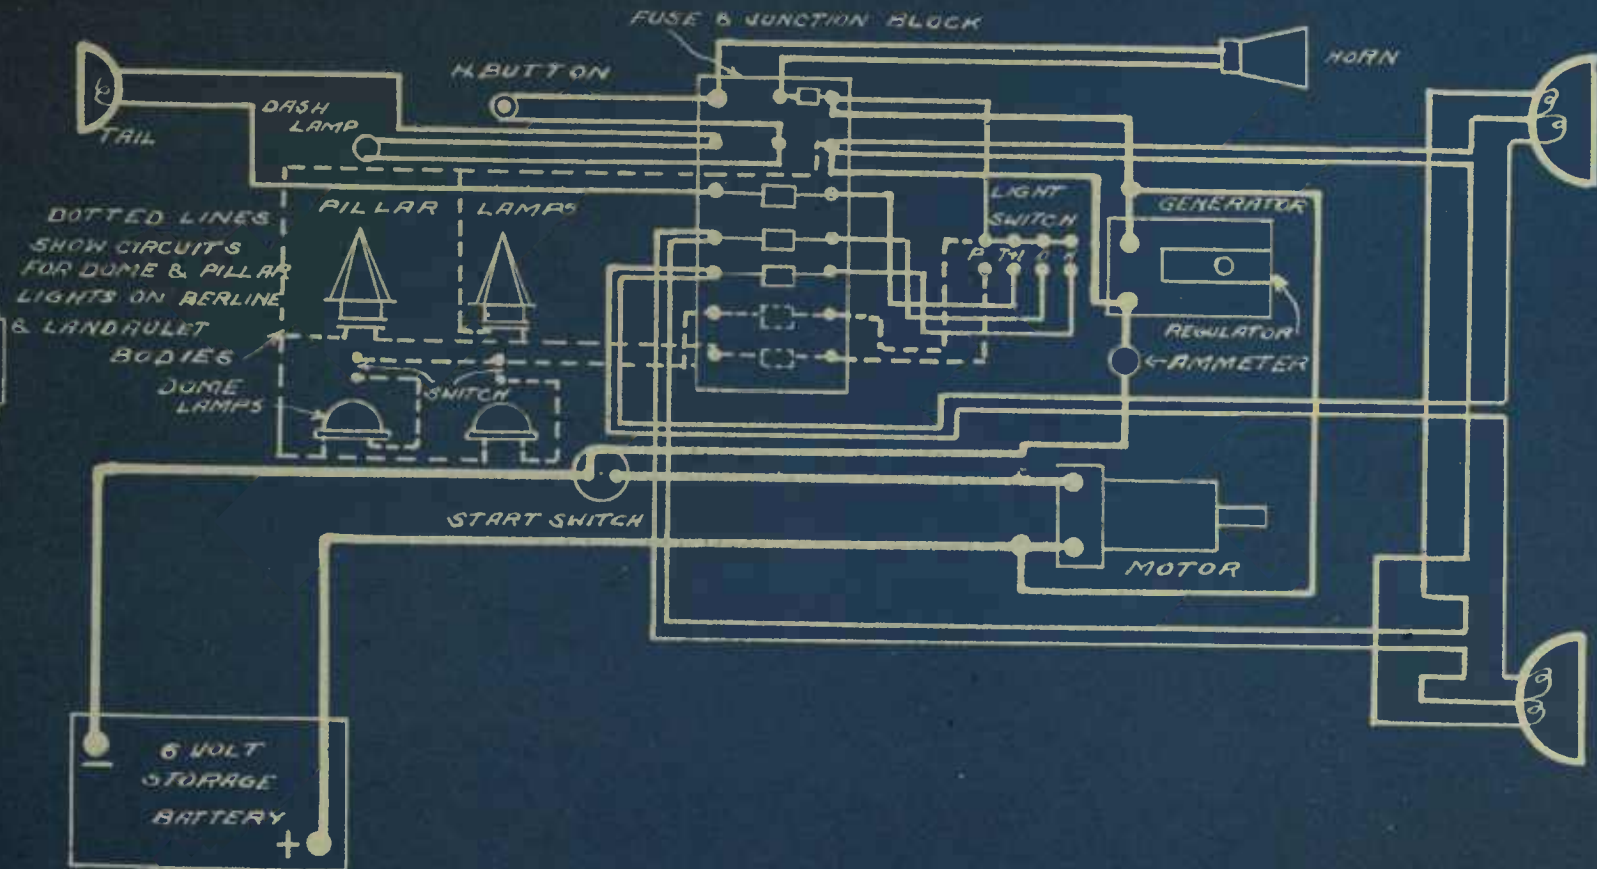 FUSE & JUNCTION BLOCK
HORN
H. BUTTON
DASH
LAMP
TAIL
LIGHT
SWITCH
P T+I D H
GENERATOR
REGULATOR
AMMETER
PILLAR LAMPS
DOTTED LINES
SHOW CIRCUITS
FOR DOME & PILLAR
LIGHTS ON BERLINE
& LANDAULET
BODIES
DOME
LAMPS
SWITCH
START SWITCH
MOTOR
6 VOLT
STORAGE
BATTERY
−
+